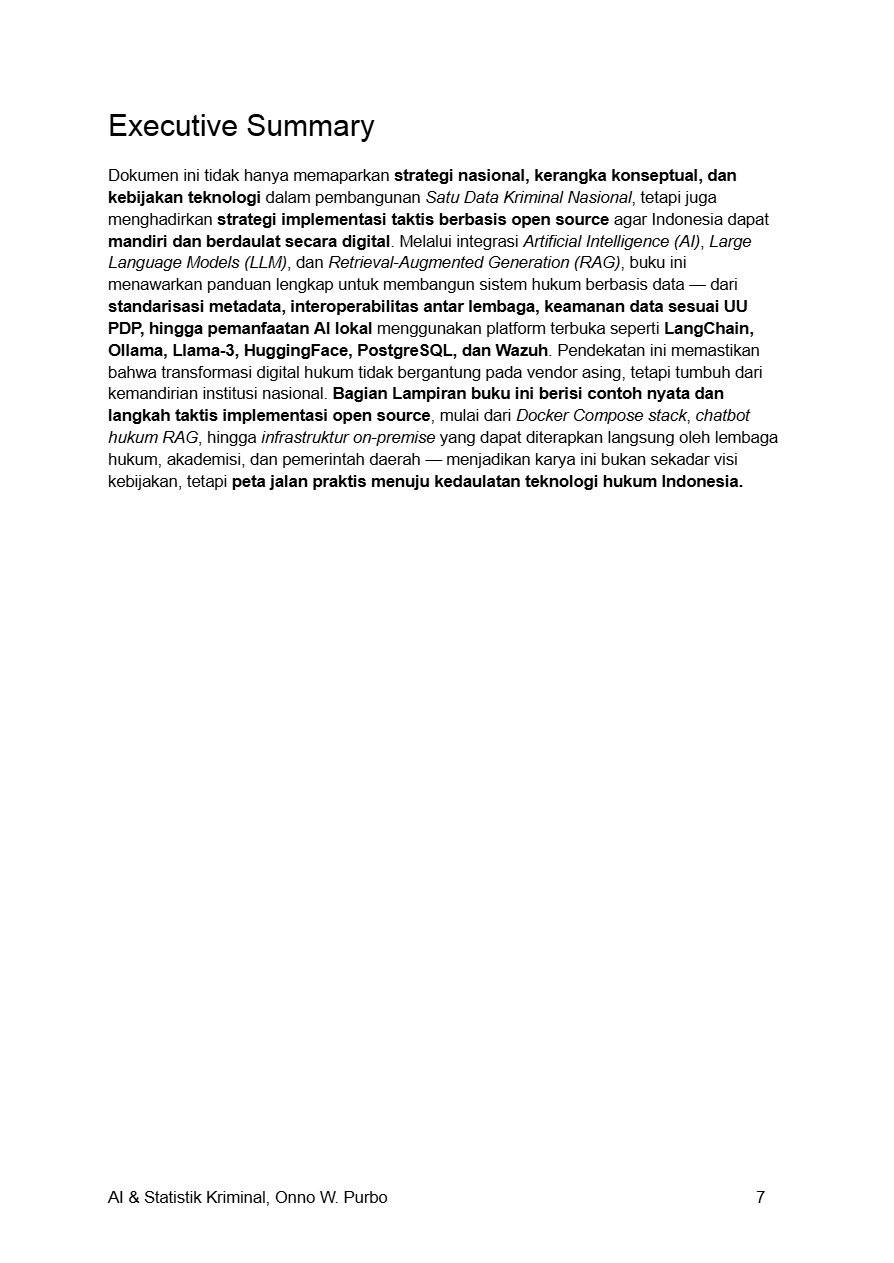 Executive Summary
Dokumen ini tidak hanya memaparkan strategi nasional, kerangka konseptual, dan
kebijakan teknologi dalam pembangunan Satu Data Kriminal Nasional, tetapi juga
menghadirkan strategi implementasi taktis berbasis open source agar Indonesia dapat
mandiri dan berdaulat secara digital. Melalui integrasi Artificial Intelligence (AI), Large
Language Models (LLM), dan Retrieval-Augmented Generation (RAG), buku ini
menawarkan panduan lengkap untuk membangun sistem hukum berbasis data — dari
standarisasi metadata, interoperabilitas antar lembaga, keamanan data sesuai UU
PDP, hingga pemanfaatan AI lokal menggunakan platform terbuka seperti LangChain,
Ollama, Llama-3, HuggingFace, PostgreSQL, dan Wazuh. Pendekatan ini memastikan
bahwa transformasi digital hukum tidak bergantung pada vendor asing, tetapi tumbuh dari
kemandirian institusi nasional. Bagian Lampiran buku ini berisi contoh nyata dan
langkah taktis implementasi open source, mulai dari Docker Compose stack, chatbot
hukum RAG, hingga infrastruktur on-premise yang dapat diterapkan langsung oleh lembaga
hukum, akademisi, dan pemerintah daerah — menjadikan karya ini bukan sekadar visi
kebijakan, tetapi peta jalan praktis menuju kedaulatan teknologi hukum Indonesia.
AI & Statistik Kriminal, Onno W. Purbo 7